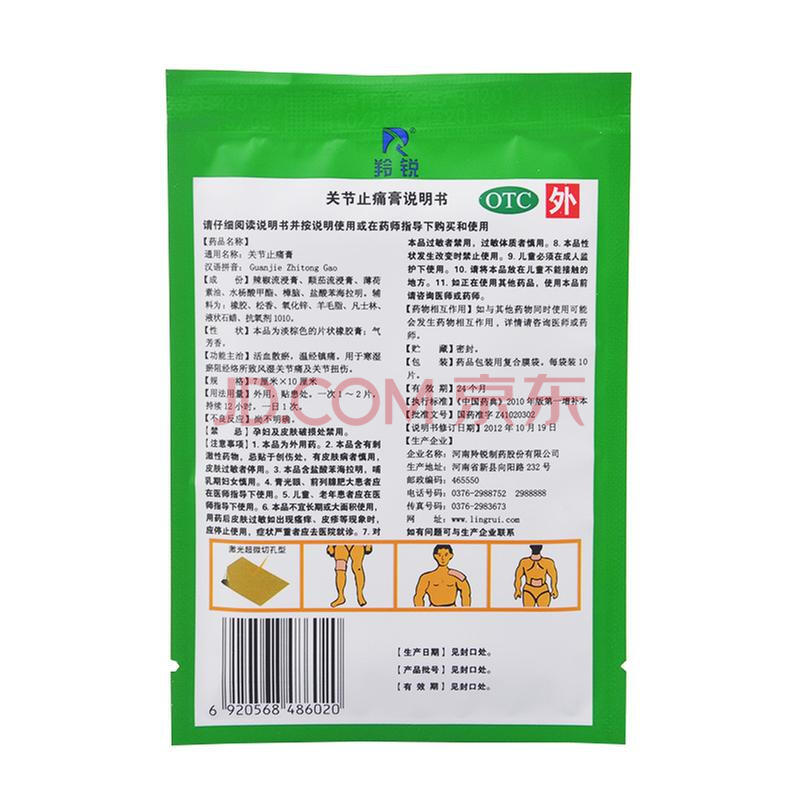 羚锐
关节止痛膏说明书
OTC
外
请仔细阅读说明书并按说明使用或在药师指导下购买和使用
【药品名称】
通用名称：关节止痛膏
汉语拼音：Guanjie Zhitong Gao
【成　份】辣椒流浸膏、颠茄流浸膏、薄荷
素油、水杨酸甲酯、樟脑、盐酸苯海拉明。辅
料为：橡胶、松香、氧化锌、羊毛脂、凡士林、
液状石蜡、抗氧剂1010。
【性　状】本品为淡棕色的片状橡胶膏；气
芳香。
【功能主治】活血散瘀，温经镇痛。用于寒湿
瘀阻经络所致风湿关节痛及关节扭伤。
【规　格】7厘米×10厘米
【用法用量】外用，贴患处。一次1～2片，
持续12小时，一日1次。
【不良反应】尚不明确。
【禁　忌】孕妇及皮肤破损处禁用。
【注意事项】1.本品为外用药。2.本品含有刺
激性药物，忌贴于创伤处，有皮肤病者慎用，
皮肤过敏者停用。3.本品含盐酸苯海拉明，哺
乳期妇女慎用。4.青光眼、前列腺肥大患者应
在医师指导下使用。5.儿童、老年患者应在医
师指导下使用。6.本品不宜长期或大面积使用，
用药后皮肤过敏如出现瘙痒、皮疹等现象时，
应停止使用，症状严重者应去医院就诊。7.对
本品过敏者禁用，过敏体质者慎用。8.本品性
状发生改变时禁止使用。9.儿童必须在成人监
护下使用。10.请将本品放在儿童不能接触的
地方。11.如正在使用其他药品，使用本品前
请咨询医师或药师。
【药物相互作用】如与其他药物同时使用可能
会发生药物相互作用，详情请咨询医师或药
师。
【贮　藏】密封。
【包　装】药品包装用复合膜袋。每袋装10
片。
【有 效 期】24个月
【执行标准】《中国药典》2010年版第一增补本
【批准文号】国药准字Z41020302
【说明书修订日期】2012年10月19日
【生产企业】
企业名称：河南羚锐制药股份有限公司
生产地址：河南省新县向阳路232号
邮政编码：465550
电话号码：0376-2988752 2988888
传真号码：0376-2983673
网　址：www.lingrui.com
如有问题可与生产企业联系
JD.COM 京东
激光超微切孔型
【生产日期】见封口处。
【产品批号】见封口处。
【有 效 期】见封口处。
6 920568 486020